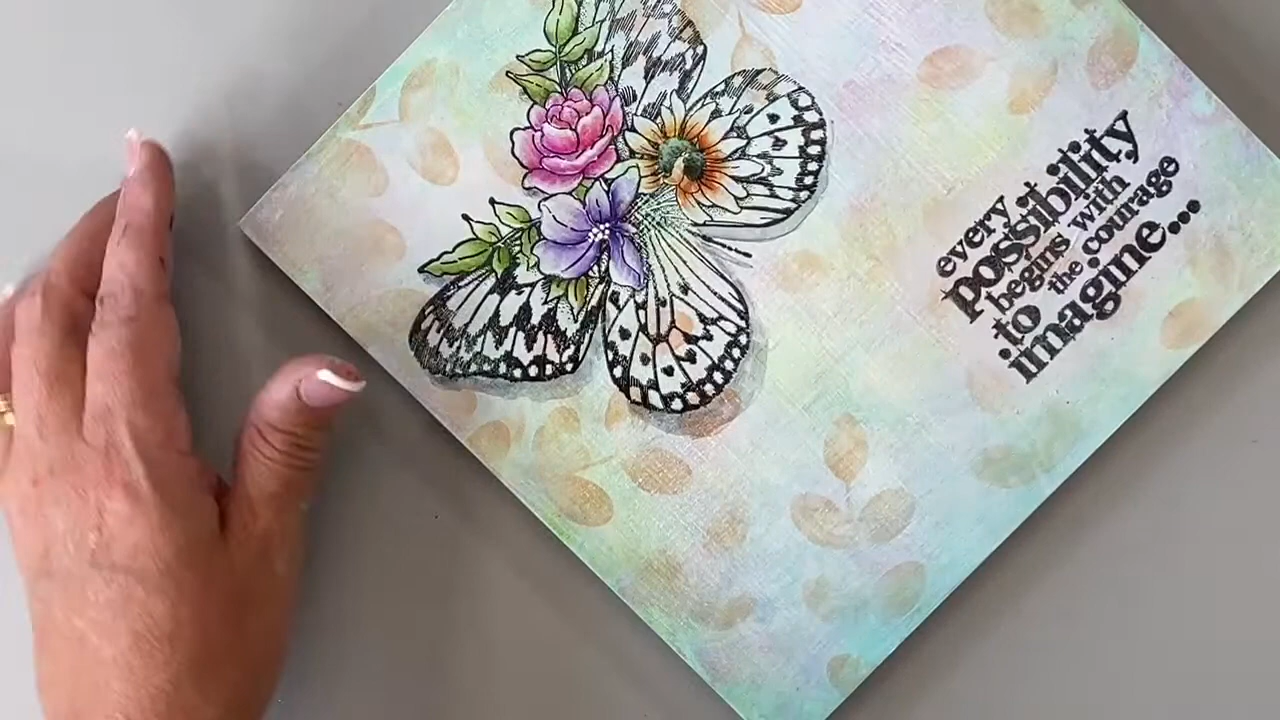 every
possibility
begins with
to the courage
imagine...